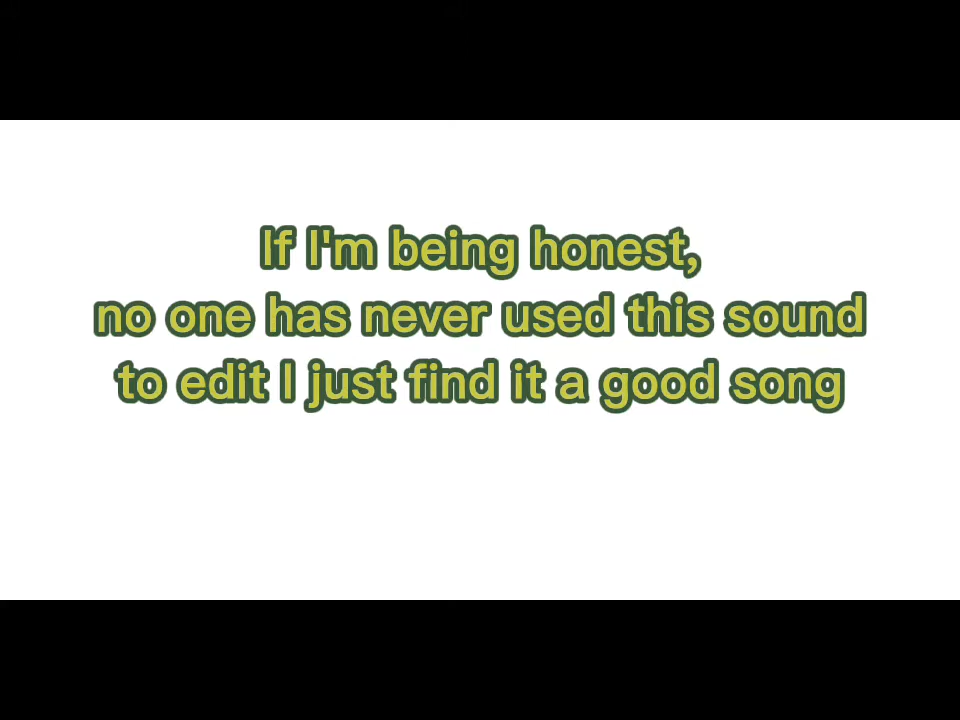 If I'm being honest,
no one has never used this sound
to edit I just find it a good song